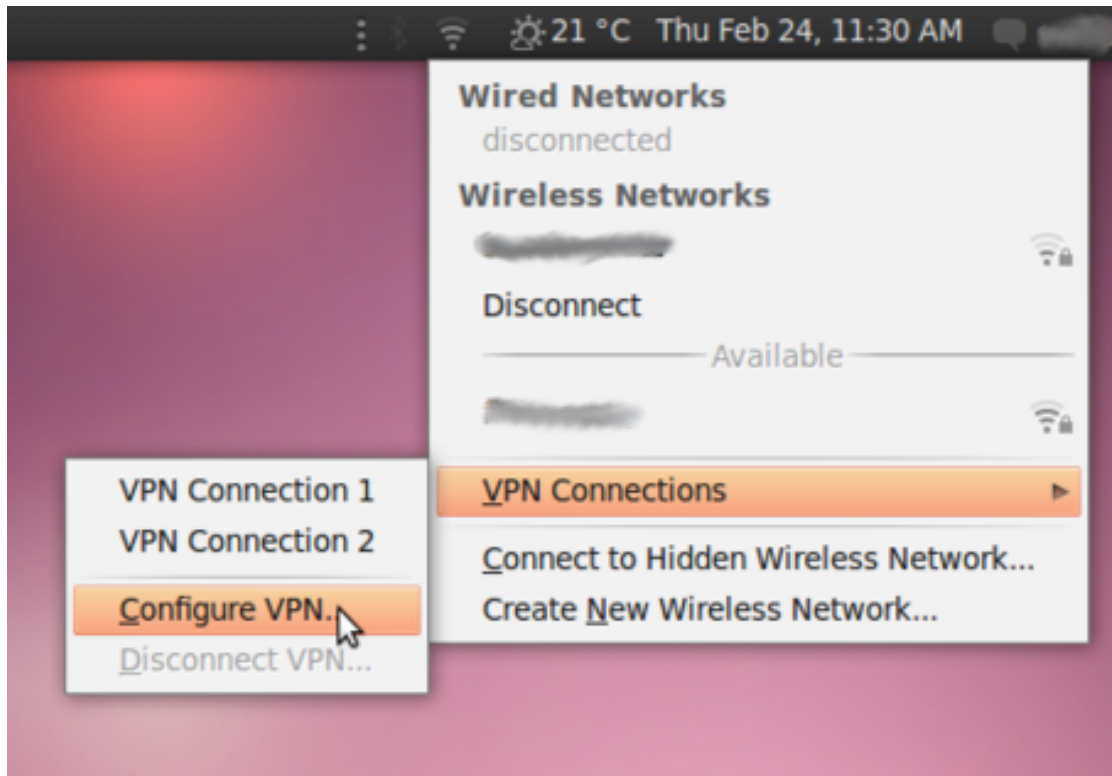 21 °C Thu Feb 24, 11:30 AM
Wired Networks
disconnected
Wireless Networks
Disconnect
Available
VPN Connections
Connect to Hidden Wireless Network...
Create New Wireless Network...
VPN Connection 1
VPN Connection 2
Configure VPN...
Disconnect VPN...